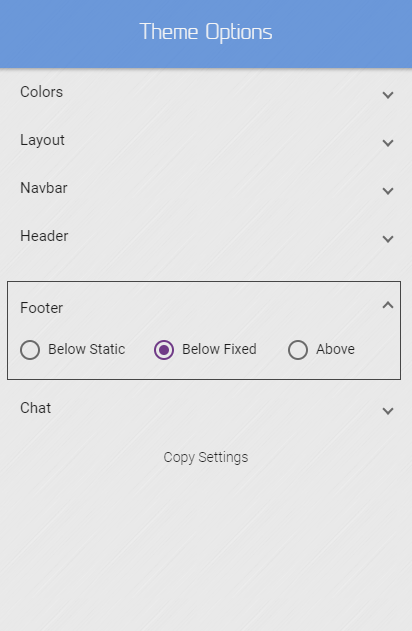 Theme Options
Colors
Layout
Navbar
Header
Footer
Below Static Below Fixed Above
Chat
Copy Settings